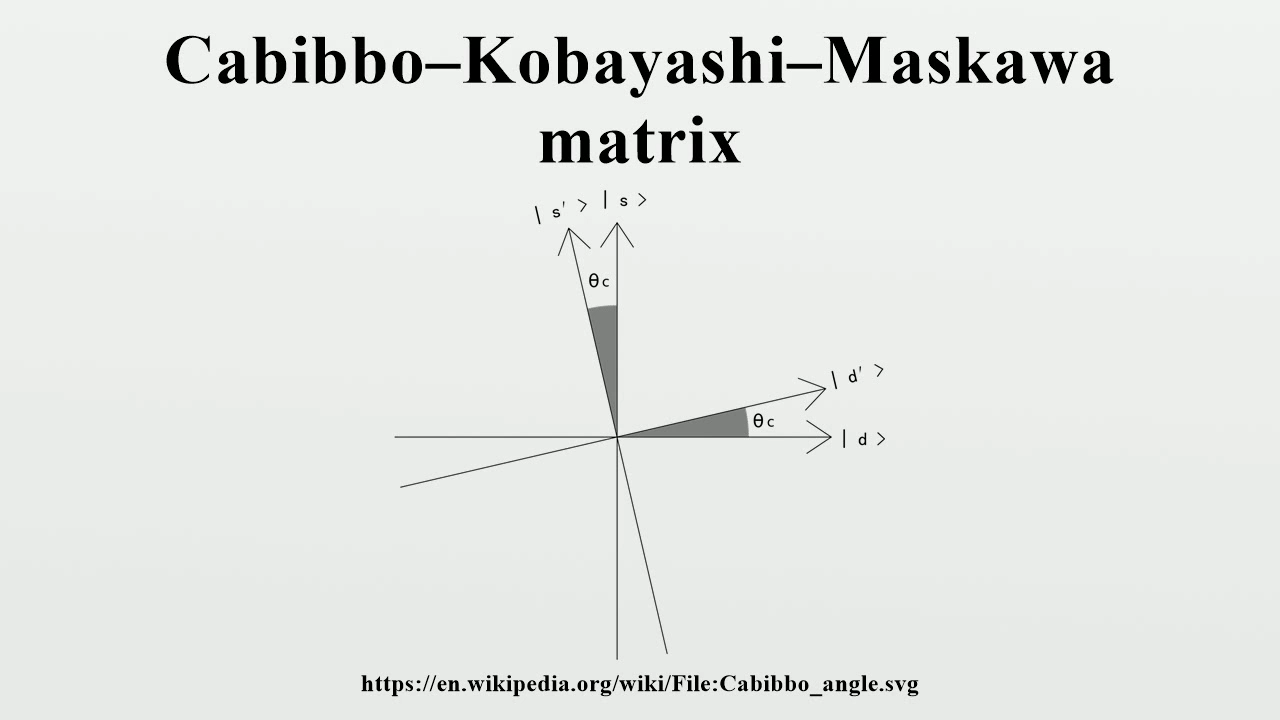 Cabibbo–Kobayashi–Maskawa
matrix
| s′ > | s >
θc
| d′ >
θc
| d >
https://en.wikipedia.org/wiki/File:Cabibbo_angle.svg